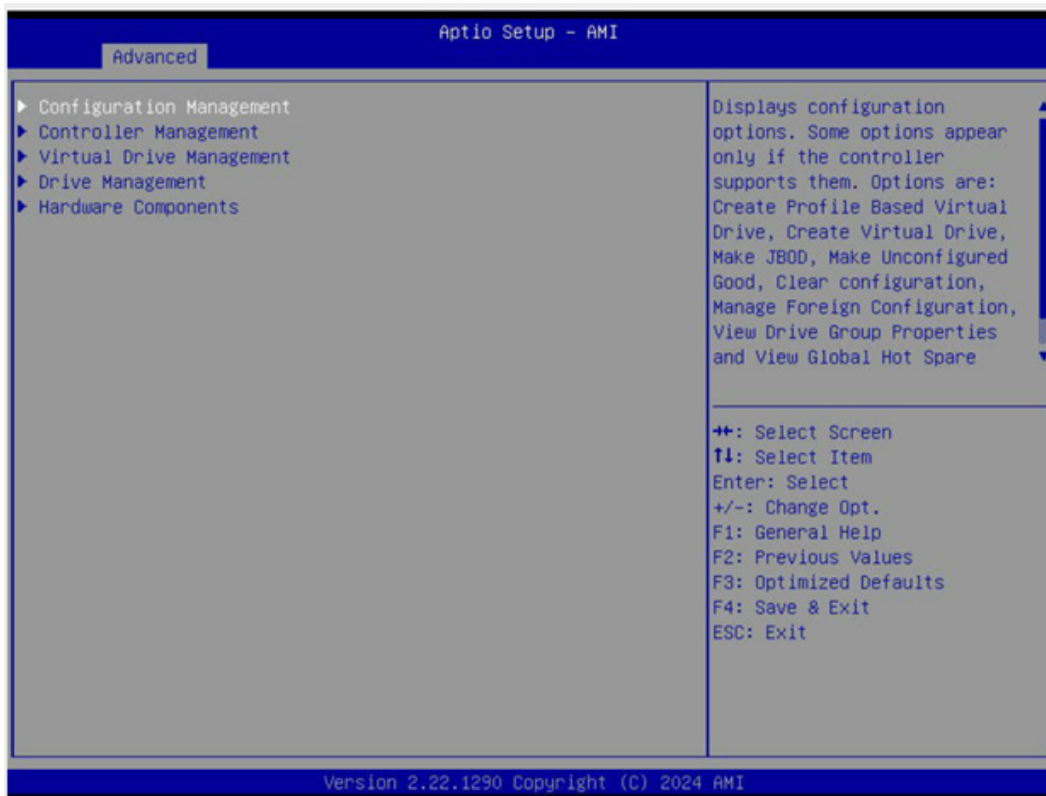 Aptio Setup – AMI
Advanced
Configuration Management
Controller Management
Virtual Drive Management
Drive Management
Hardware Components
Displays configuration
options. Some options appear
only if the controller
supports them. Options are:
Create Profile Based Virtual
Drive, Create Virtual Drive,
Make JBOD, Make Unconfigured
Good, Clear configuration,
Manage Foreign Configuration,
View Drive Group Properties
and View Global Hot Spare
→←: Select Screen
↑↓: Select Item
Enter: Select
+/-: Change Opt.
F1: General Help
F2: Previous Values
F3: Optimized Defaults
F4: Save & Exit
ESC: Exit
Version 2.22.1290 Copyright (C) 2024 AMI